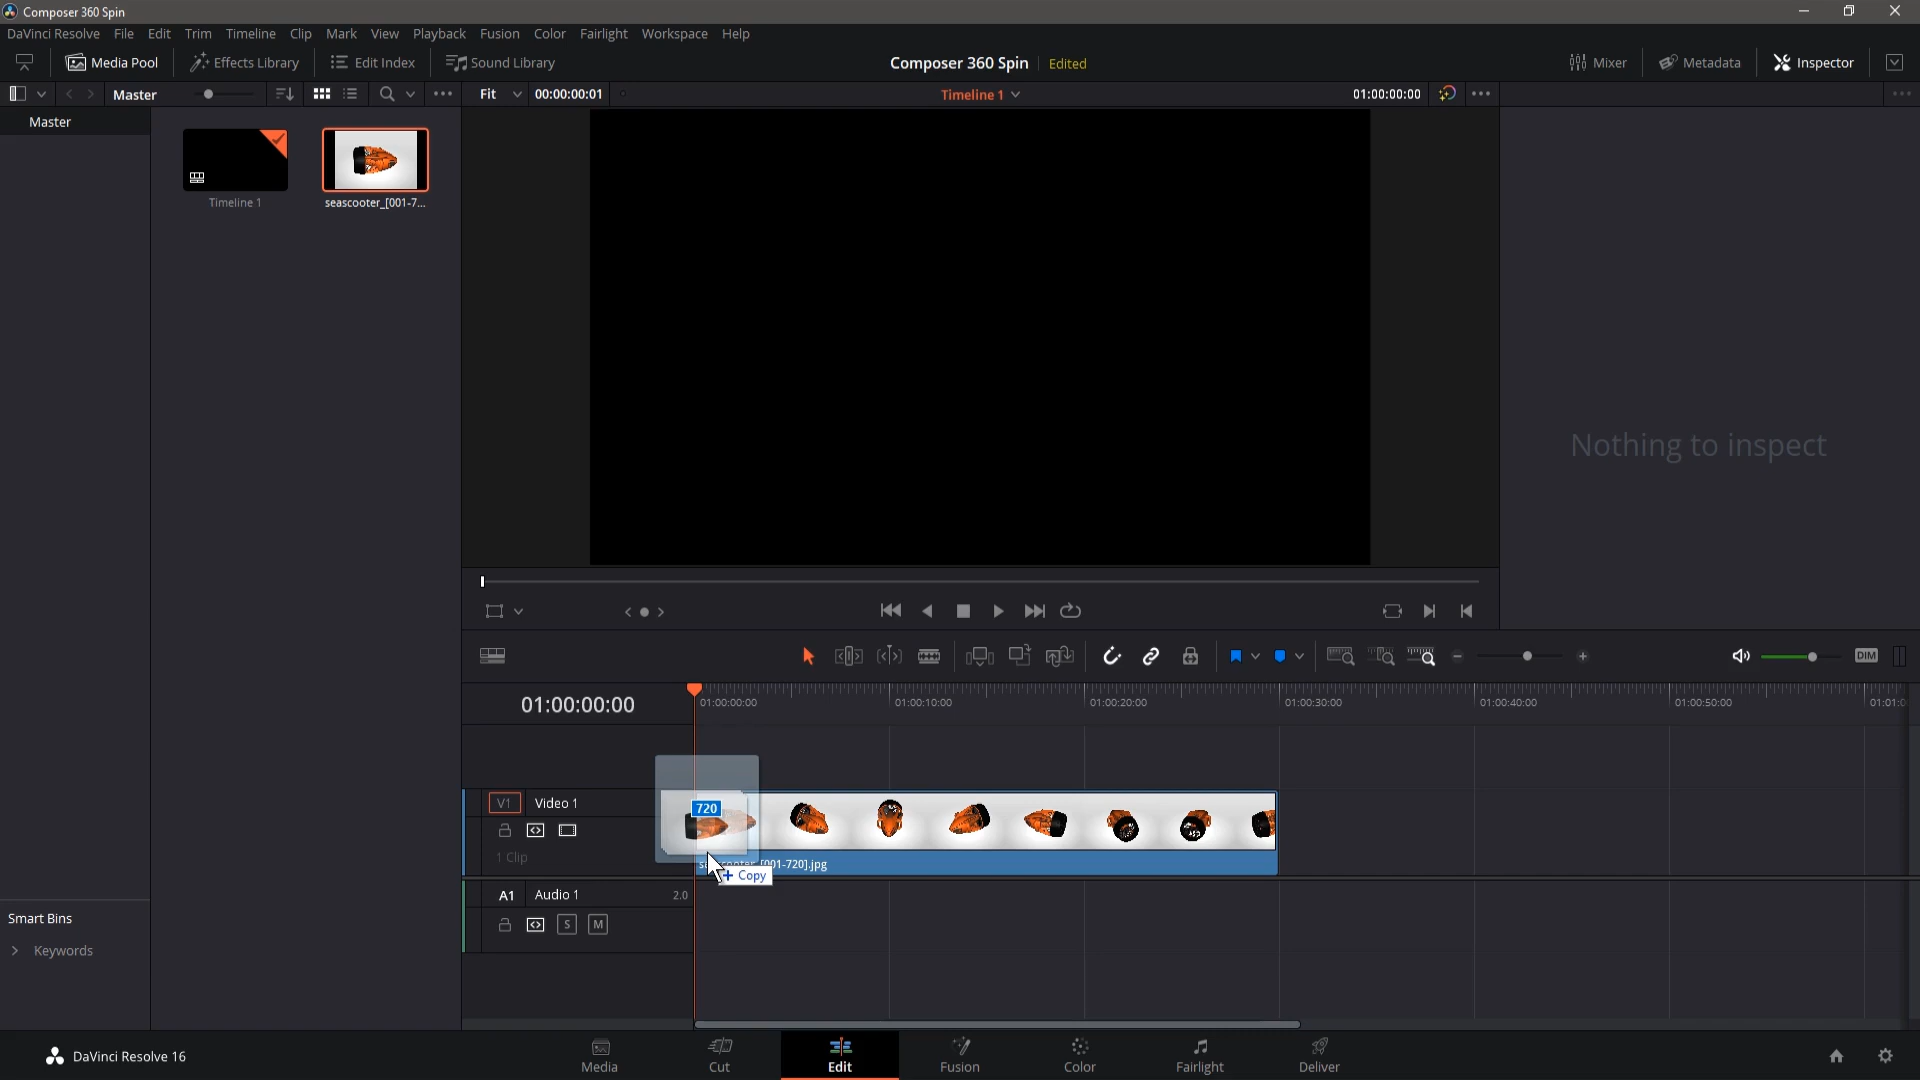 Composer 360 Spin
DaVinci Resolve File Edit Trim Timeline Clip Mark View Playback Fusion Color Fairlight Workspace Help
Media Pool Effects Library Edit Index Sound Library Composer 360 Spin Edited Mixer Metadata Inspector
Master Fit 00:00:00:01 Timeline 1 01:00:00:00
Master
Timeline 1 seascooter_[001-7...
Nothing to inspect
DIM
01:00:00:00 01:00:00:00 01:00:10:00 01:00:20:00 01:00:30:00 01:00:40:00 01:00:50:00
V1 Video 1 720
1 Clip
[001-720].jpg
Copy
A1 Audio 1 2.0
S M
Smart Bins
Keywords
DaVinci Resolve 16 Media Cut Edit Fusion Color Fairlight Deliver